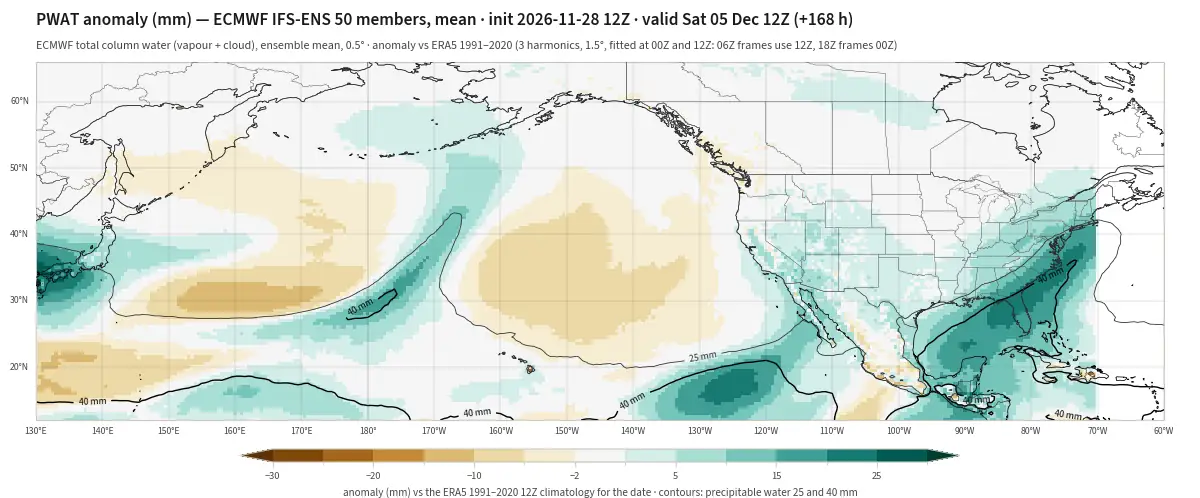 PWAT anomaly (mm) — ECMWF IFS-ENS 50 members, mean · init 2026-11-28 12Z · valid Sat 05 Dec 12Z (+168 h)
ECMWF total column water (vapour + cloud), ensemble mean, 0.5° · anomaly vs ERA5 1991–2020 (3 harmonics, 1.5°, fitted at 00Z and 12Z: 06Z frames use 12Z, 18Z frames 00Z)
60°N
50°N
40°N
30°N
20°N
40 mm
40 mm
25 mm
40 mm
40 mm
40 mm
40 mm
40 mm
130°E 140°E 150°E 160°E 170°E 180°W 170°W 160°W 150°W 140°W 130°W 120°W 110°W 100°W 90°W 80°W 70°W 60°W
−30 −20 −10 −2 5 15 25
anomaly (mm) vs the ERA5 1991–2020 12Z climatology for the date · contours: precipitable water 25 and 40 mm